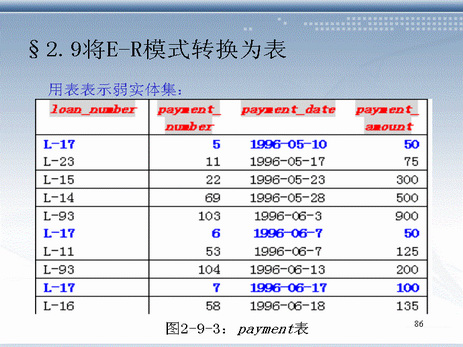 §2.9将E-R模式转换为表
用表表示弱实体集:
loan_number payment_number payment_date payment_amount
L-17 5 1996-05-10 50
L-23 11 1996-05-17 75
L-15 22 1996-05-23 300
L-14 69 1996-05-28 500
L-93 103 1996-06-3 900
L-17 6 1996-06-7 50
L-11 53 1996-06-7 125
L-93 104 1996-06-13 200
L-17 7 1996-06-17 100
L-16 58 1996-06-18 135
图2-9-3: payment表
86